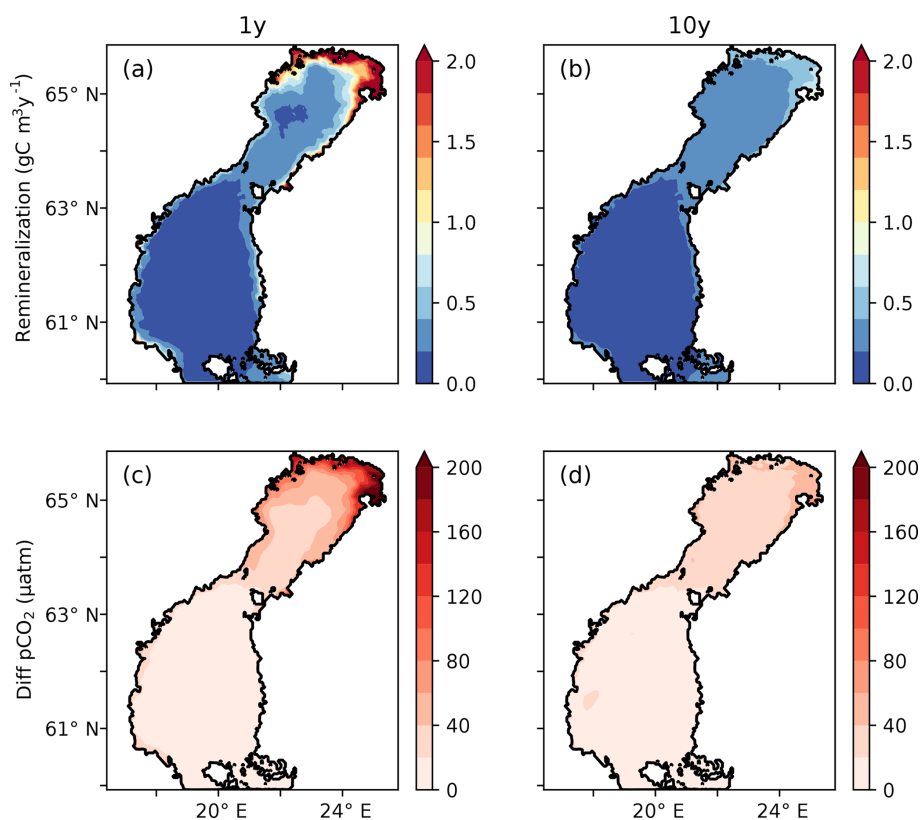 1y
10y
Remineralization (gC m³y⁻¹)
(a)
65° N
63° N
61° N
2.0
1.5
1.0
0.5
0.0
(b)
2.0
1.5
1.0
0.5
0.0
Diff pCO₂ (μatm)
(c)
65° N
63° N
61° N
20° E
24° E
200
160
120
80
40
0
(d)
20° E
24° E
200
160
120
80
40
0